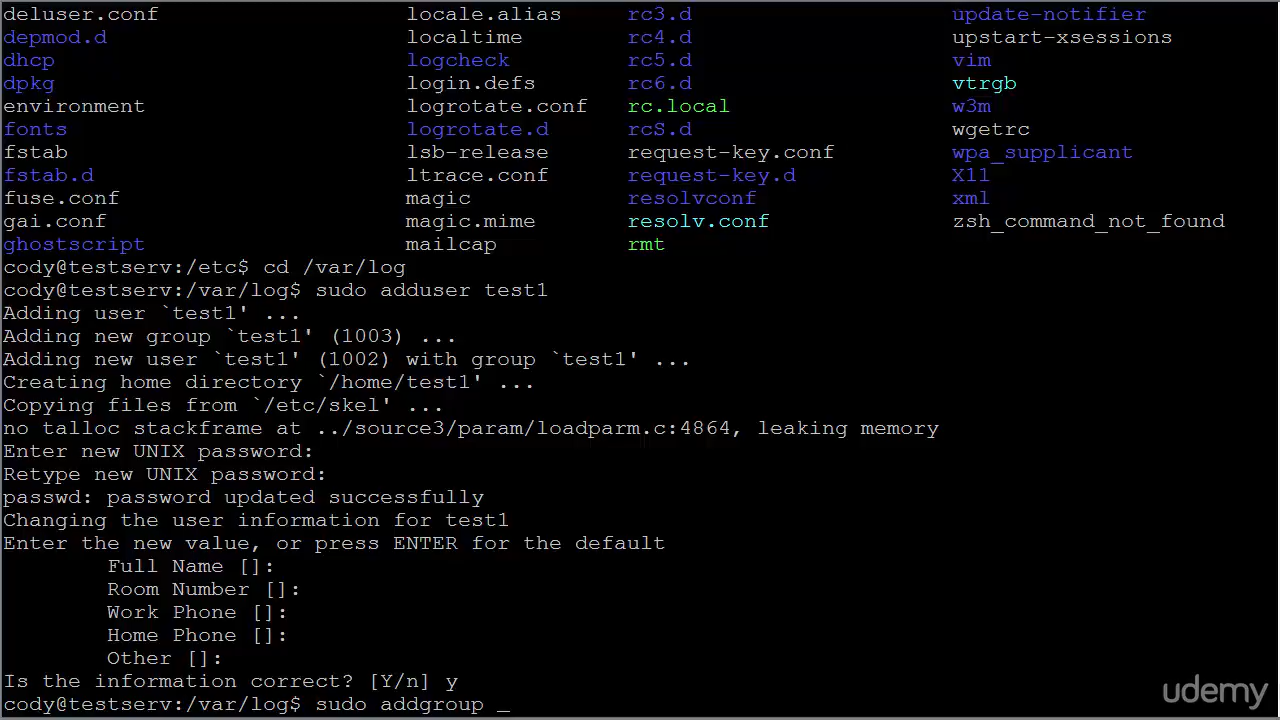 deluser.conf locale.alias rc3.d update-notifier
depmod.d localtime rc4.d upstart-xsessions
dhcp logcheck rc5.d vim
dpkg login.defs rc6.d vtrgb
environment logrotate.conf rc.local w3m
fonts logrotate.d rcS.d wgetrc
fstab lsb-release request-key.conf wpa_supplicant
fstab.d ltrace.conf request-key.d X11
fuse.conf magic resolvconf xml
gai.conf magic.mime resolv.conf zsh_command_not_found
ghostscript mailcap rmt
cody@testserv:/etc$ cd /var/log
cody@testserv:/var/log$ sudo adduser test1
Adding user `test1' ...
Adding new group `test1' (1003) ...
Adding new user `test1' (1002) with group `test1' ...
Creating home directory `/home/test1' ...
Copying files from `/etc/skel' ...
no talloc stackframe at ../source3/param/loadparm.c:4864, leaking memory
Enter new UNIX password:
Retype new UNIX password:
passwd: password updated successfully
Changing the user information for test1
Enter the new value, or press ENTER for the default
Full Name []:
Room Number []:
Work Phone []:
Home Phone []:
Other []:
Is the information correct? [Y/n] y
cody@testserv:/var/log$ sudo addgroup _
udemy